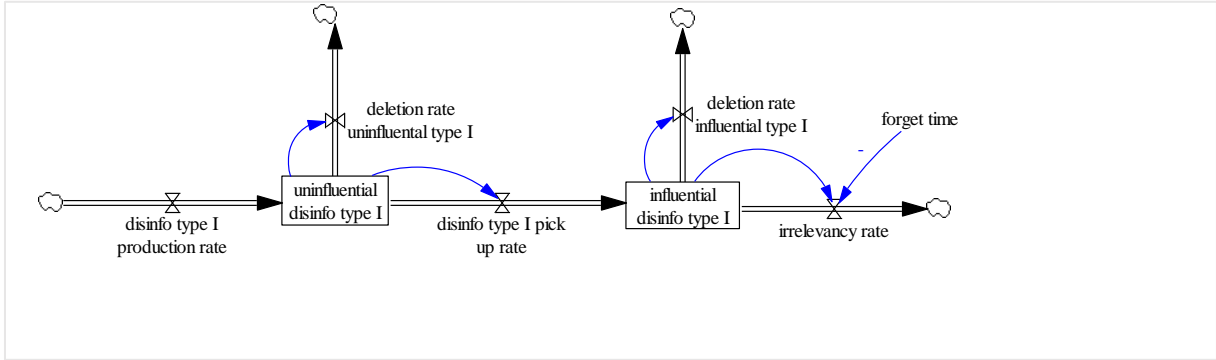 deletion rate
uninfluental type I
deletion rate
influential type I
forget time
-
uninfluential
disinfo type I
influential
disinfo type I
disinfo type I
production rate
disinfo type I pick
up rate
irrelevancy rate